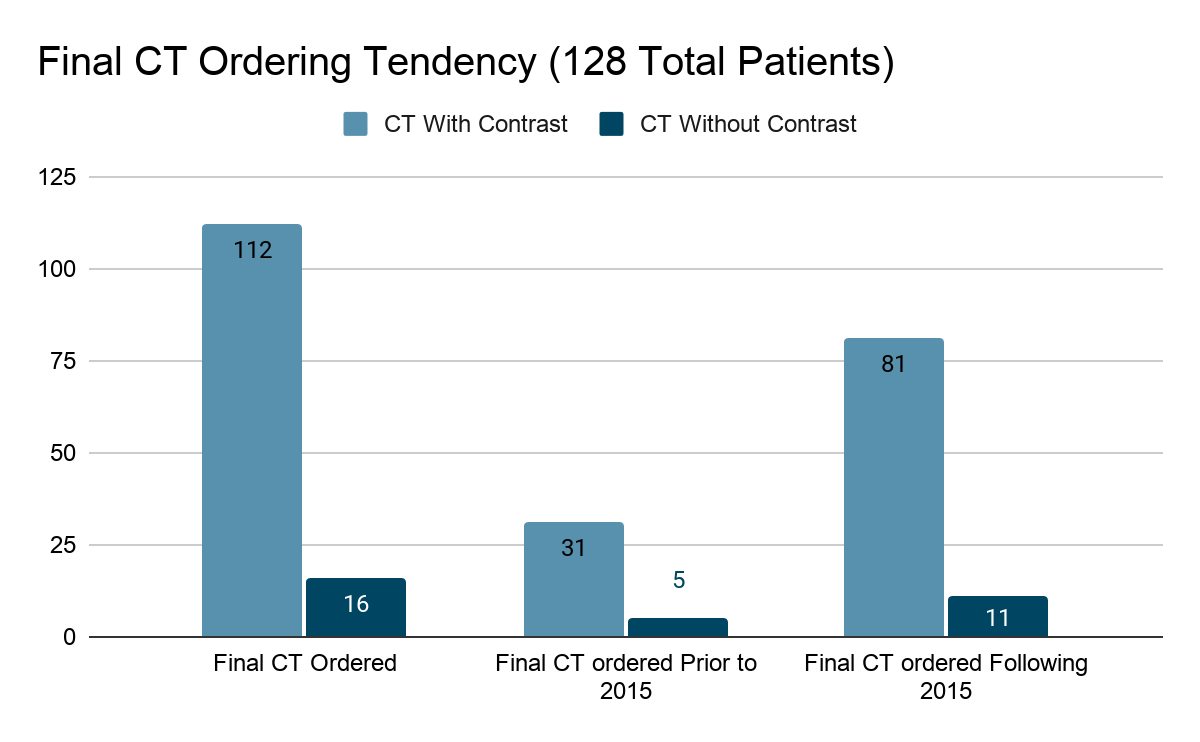 Final CT Ordering Tendency (128 Total Patients)
CT With Contrast
CT Without Contrast
125
100
75
50
25
0
112
16
31
5
81
11
Final CT Ordered
Final CT ordered Prior to
2015
Final CT ordered Following
2015